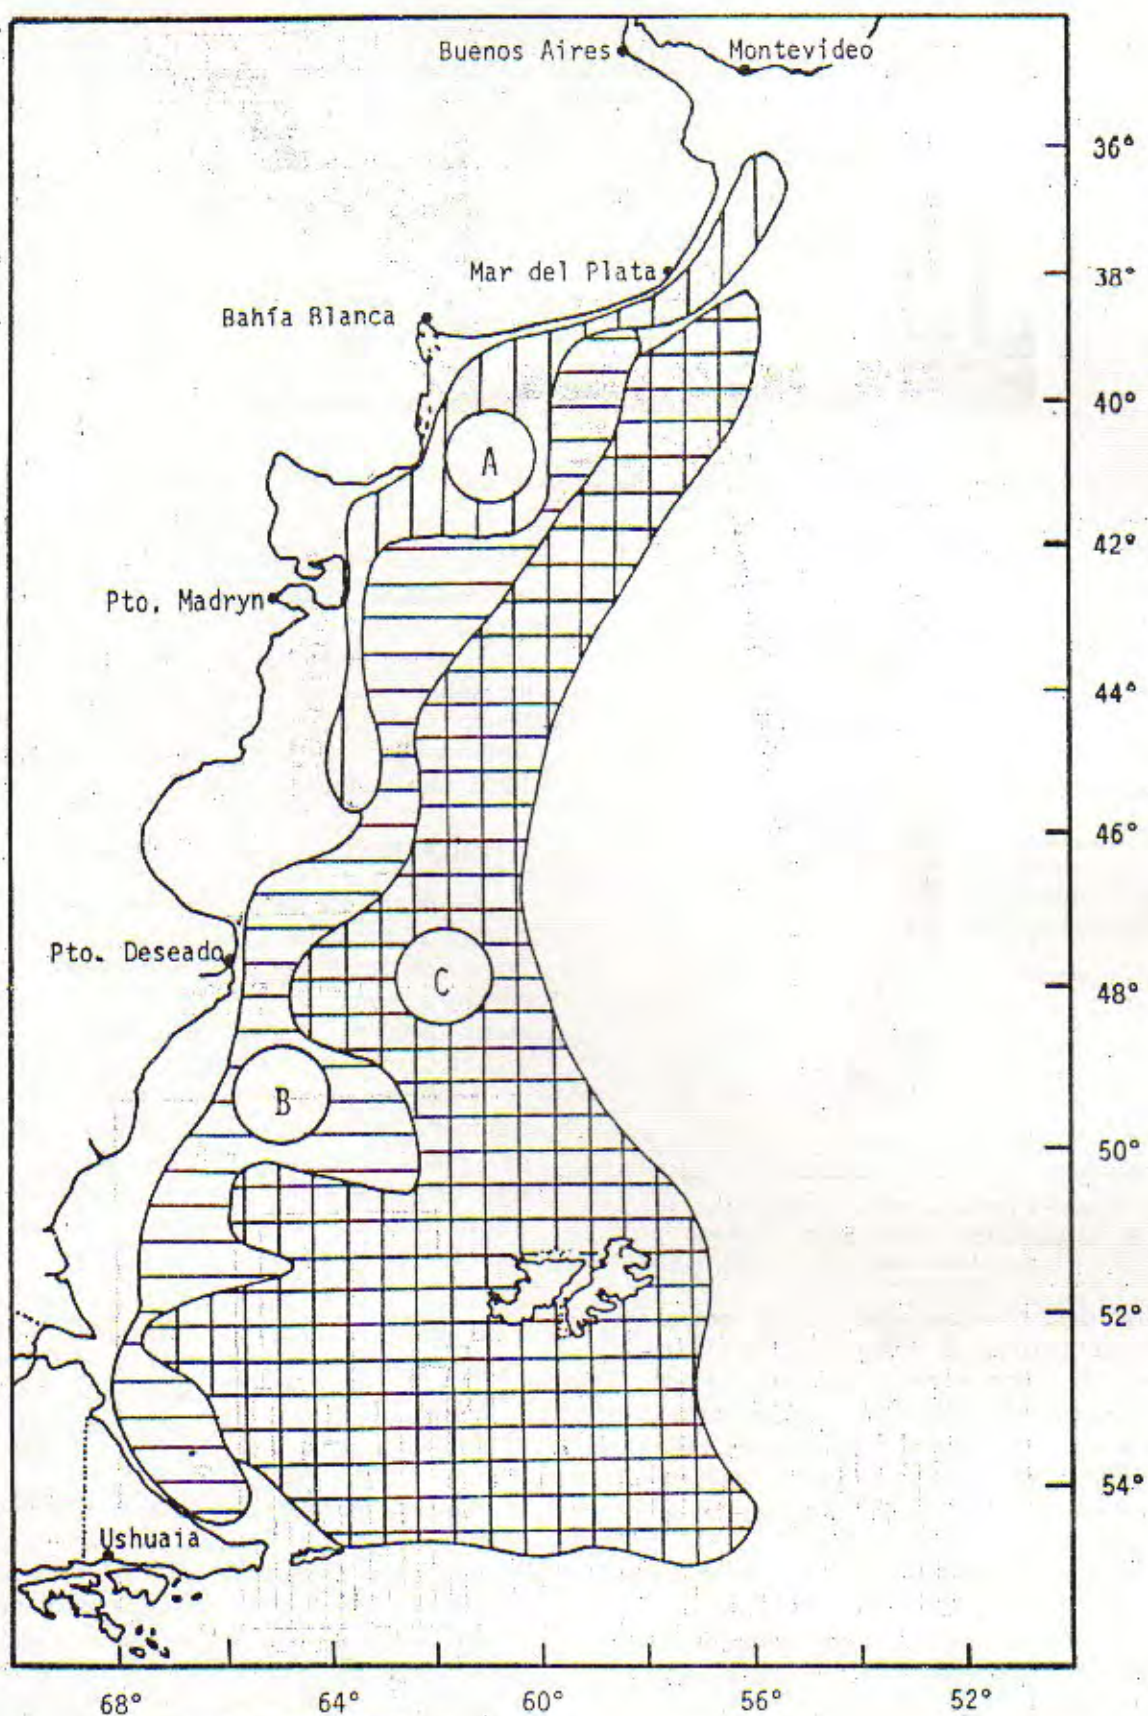 Buenos Aires
Montevideo
36°
Mar del Plata
38°
Bahía Blanca
40°
A
42°
Pto. Madryn
44°
46°
Pto. Deseado
C
48°
B
50°
52°
54°
Ushuaia
68°
64°
60°
56°
52°